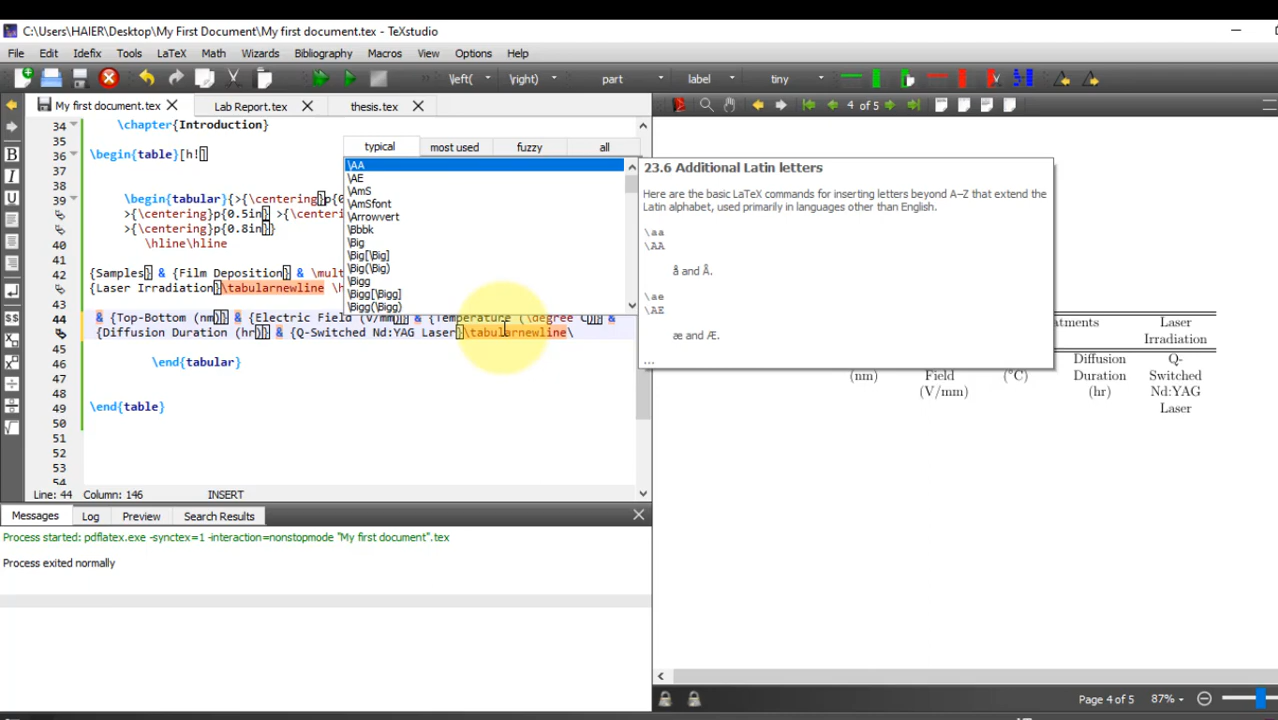 C:\Users\HAIER\Desktop\My First Document\My first document.tex - TeXstudio
File Edit Idefix Tools LaTeX Math Wizards Bibliography Macros View Options Help
\left( \right) part label tiny
My first document.tex Lab Report.tex thesis.tex
4 of 5
34 \chapter{Introduction}
35
36 \begin{table}[h!]
37
38
39 \begin{tabular}{>{\centering}p{0
>{\centering}p{0.5in} >{\cente
>{\centering}p{0.8in}}
40 \hline\hline
41
42 {Samples} & {Film Deposition} & \mult
{Laser Irradiation}\tabularnewline \h
43
44 & {Top-Bottom (nm)} & {Electric Field (V/mm)} & {Temperature (\degree C)} &
{Diffusion Duration (hr)} & {Q-Switched Nd:YAG Laser}\tabularnewline\
45
46 \end{tabular}
47
48
49 \end{table}
50
51
52
53
54
typical most used fuzzy all
\AA
\AE
\AmS
\AmSfont
\Arrowvert
\Bbbk
\Big
\Big[\Big]
\Big(\Big)
\Bigg
\Bigg[\Bigg]
\Bigg(\Bigg)
23.6 Additional Latin letters
Here are the basic LaTeX commands for inserting letters beyond A–Z that extend the
Latin alphabet, used primarily in languages other than English.
\aa
\AA
å and Å.
\ae
\AE
æ and Æ.
...
tments Laser
Irradiation
Diffusion Q-
(nm) Field (°C) Duration Switched
(V/mm) (hr) Nd:YAG
Laser
Line: 44 Column: 146 INSERT
Messages Log Preview Search Results
Process started: pdflatex.exe -synctex=1 -interaction=nonstopmode "My first document".tex
Process exited normally
Page 4 of 5 87%